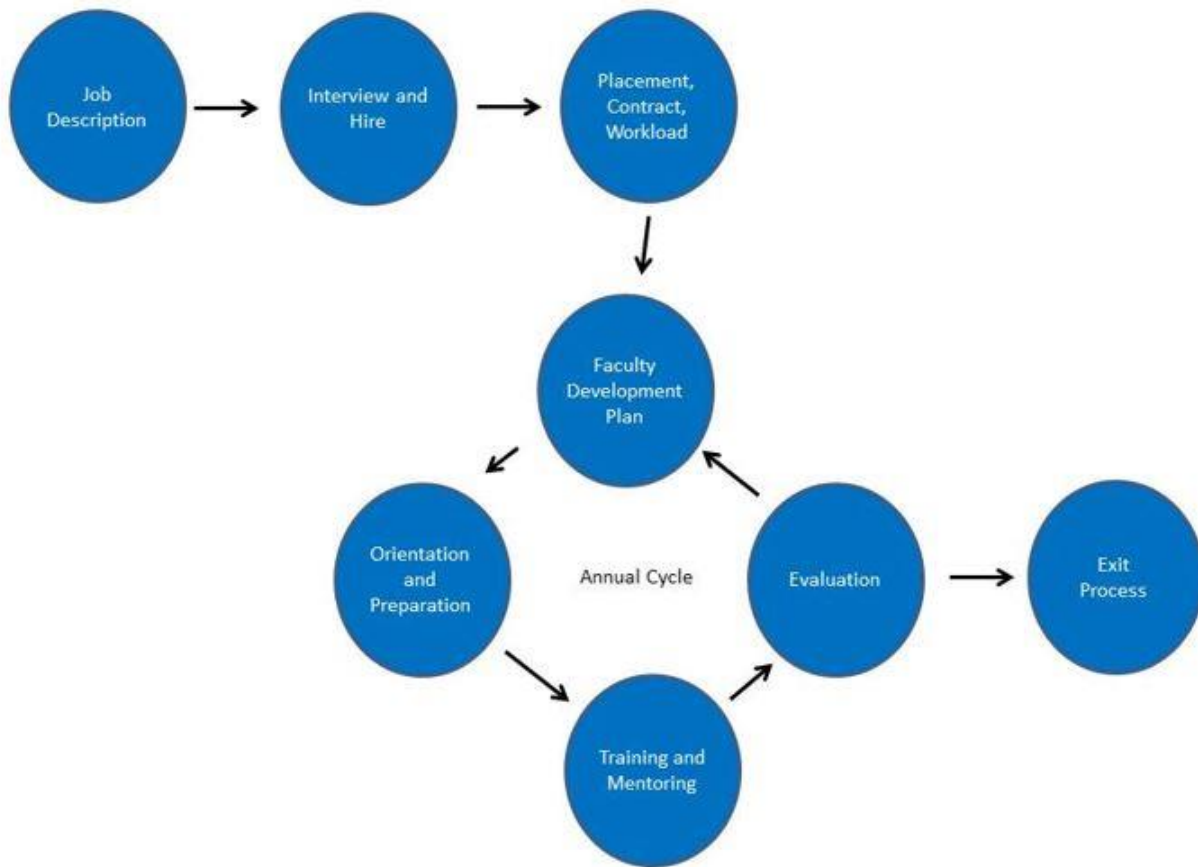 Job
Description
Interview and
Hire
Placement,
Contract,
Workload
Faculty
Development
Plan
Orientation
and
Preparation
Annual Cycle
Evaluation
Exit
Process
Training and
Mentoring